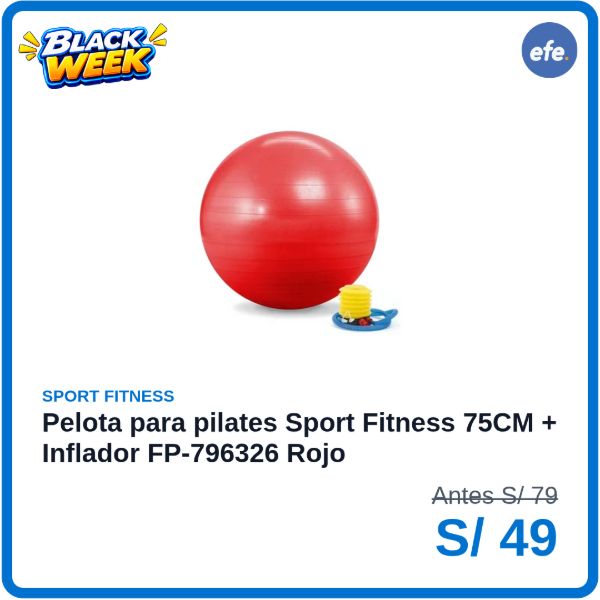 BLACK
WEEK
efe.
SPORT FITNESS
Pelota para pilates Sport Fitness 75CM +
Inflador FP-796326 Rojo
Antes S/ 79
S/ 49